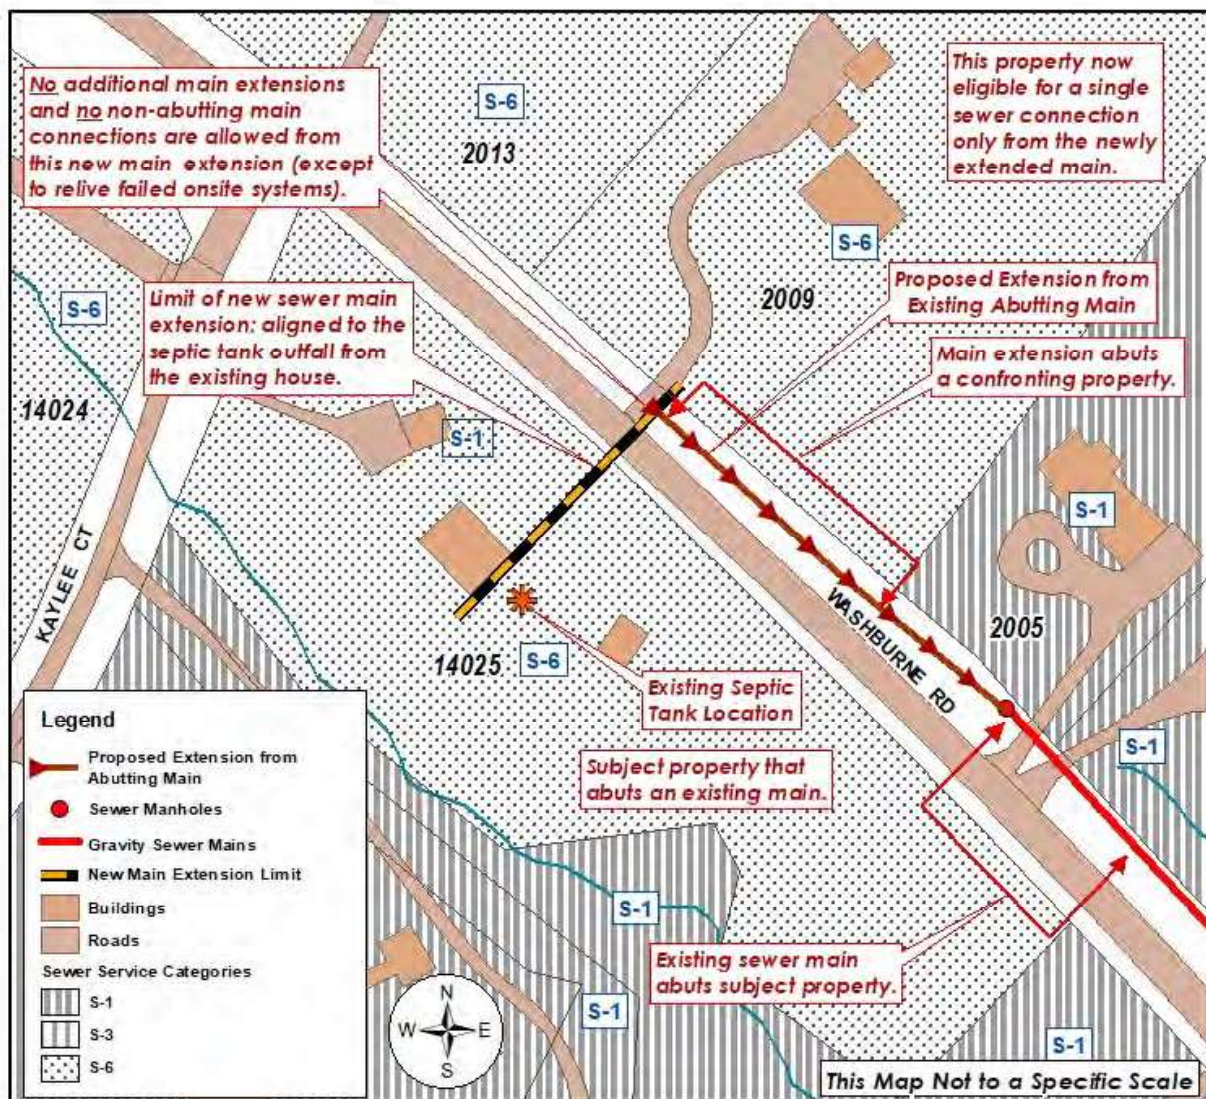 No additional main extensions
and no non-abutting main
connections are allowed from
this new main extension (except
to relive failed onsite systems).
S-6
2013
This property now
eligible for a single
sewer connection
only from the newly
extended main.
S-6
S-6
Limit of new sewer main
extension: aligned to the
septic tank outfall from
the existing house.
2009
Proposed Extension from
Existing Abutting Main
Main extension abuts
a confronting property.
14024
S-1
S-1
KAYLEE CT
WASHBURNE RD
2005
14025
S-6
Existing Septic
Tank Location
Subject property that
abuts an existing main.
S-1
Legend
Proposed Extension from
Abutting Main
Sewer Manholes
Gravity Sewer Mains
New Main Extension Limit
Buildings
Roads
Sewer Service Categories
S-1
S-3
S-6
S-1
Existing sewer main
abuts subject property.
N
W
E
S
S-1
S-1
This Map Not to a Specific Scale